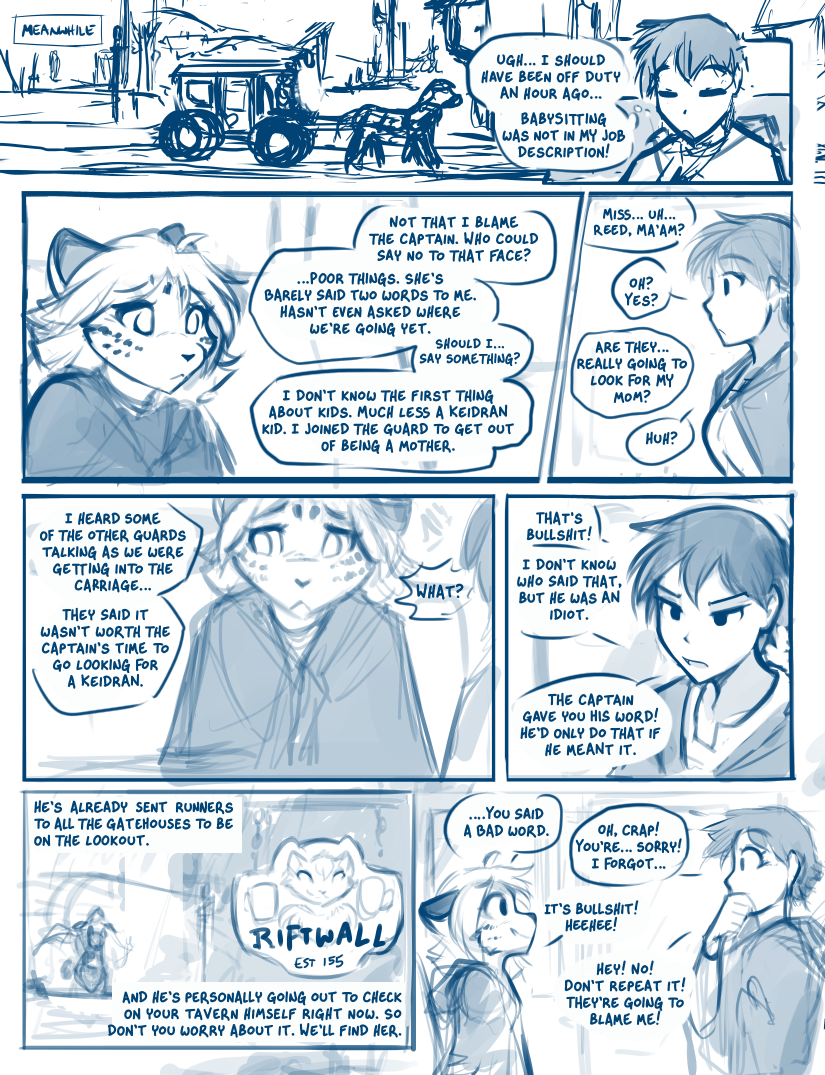 MEANWHILE
UGH... I SHOULD
HAVE BEEN OFF DUTY
AN HOUR AGO...
BABYSITTING
WAS NOT IN MY JOB
DESCRIPTION!
NOT THAT I BLAME
THE CAPTAIN. WHO COULD
SAY NO TO THAT FACE?
...POOR THINGS. SHE'S
BARELY SAID TWO WORDS TO ME.
HASN'T EVEN ASKED WHERE
WE'RE GOING YET.
SHOULD I...
SAY SOMETHING?
I DON'T KNOW THE FIRST THING
ABOUT KIDS. MUCH LESS A KEIDRAN
KID. I JOINED THE GUARD TO GET OUT
OF BEING A MOTHER.
MISS... UH...
REED, MA'AM?
OH?
YES?
ARE THEY...
REALLY GOING TO
LOOK FOR MY
MOM?
HUH?
I HEARD SOME
OF THE OTHER GUARDS
TALKING AS WE WERE
GETTING INTO THE
CARRIAGE...
THEY SAID IT
WASN'T WORTH THE
CAPTAIN'S TIME TO
GO LOOKING FOR
A KEIDRAN.
WHAT?
THAT'S
BULLSHIT!
I DON'T KNOW
WHO SAID THAT,
BUT HE WAS AN
IDIOT.
THE CAPTAIN
GAVE YOU HIS WORD!
HE'D ONLY DO THAT IF
HE MEANT IT.
HE'S ALREADY SENT RUNNERS
TO ALL THE GATEHOUSES TO BE
ON THE LOOKOUT.
RIFTWALL
EST 155
AND HE'S PERSONALLY GOING OUT TO CHECK
ON YOUR TAVERN HIMSELF RIGHT NOW. SO
DON'T YOU WORRY ABOUT IT. WE'LL FIND HER.
....YOU SAID
A BAD WORD.
OH, CRAP!
YOU'RE... SORRY!
I FORGOT...
IT'S BULLSHIT!
HEEHEE!
HEY! NO!
DON'T REPEAT IT!
THEY'RE GOING TO
BLAME ME!